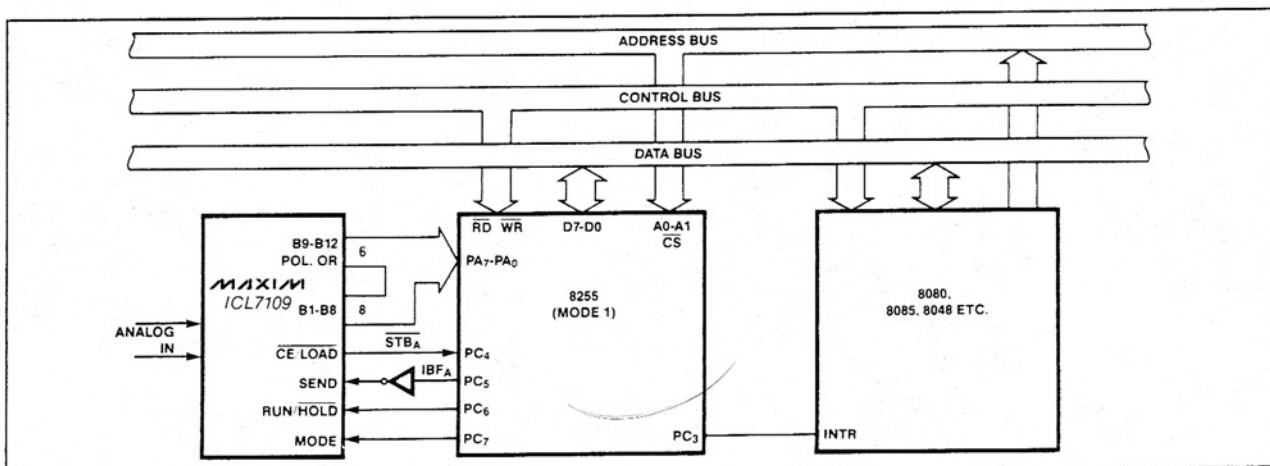 ADDRESS BUS
CONTROL BUS
DATA BUS
B9-B12
POL. OR
6
MAXIM
ICL7109
B1-B8
8
ANALOG
IN
CE/LOAD
SEND
RUN/HOLD
MODE
STBA
IBFA
RD WR
D7-D0
A0-A1
CS
PA7-PA0
8255
(MODE 1)
PC4
PC5
PC6
PC7
PC3
8080,
8085, 8048 ETC.
INTR